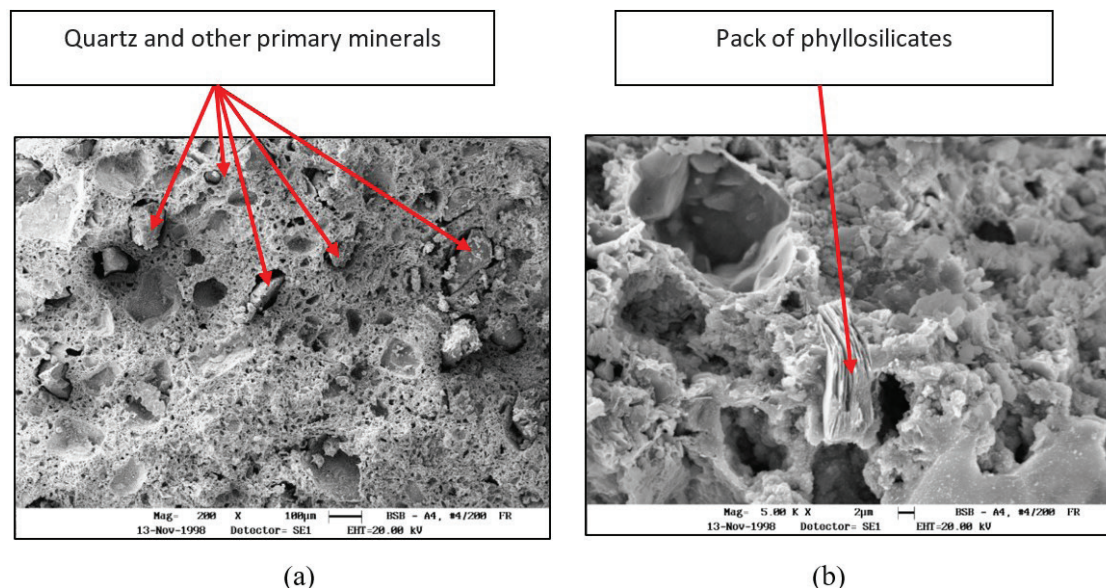 Quartz and other primary minerals
Pack of phyllosilicates
Mag= 200 X 100µm BSB - A4, #4/200 FR
13-Nov-1998 Detector= SE1 EHT=20.00 kV
Mag= 5.00 K X 2µm BSB - A4, #4/200 FR
13-Nov-1998 Detector= SE1 EHT=20.00 kV
(a)
(b)